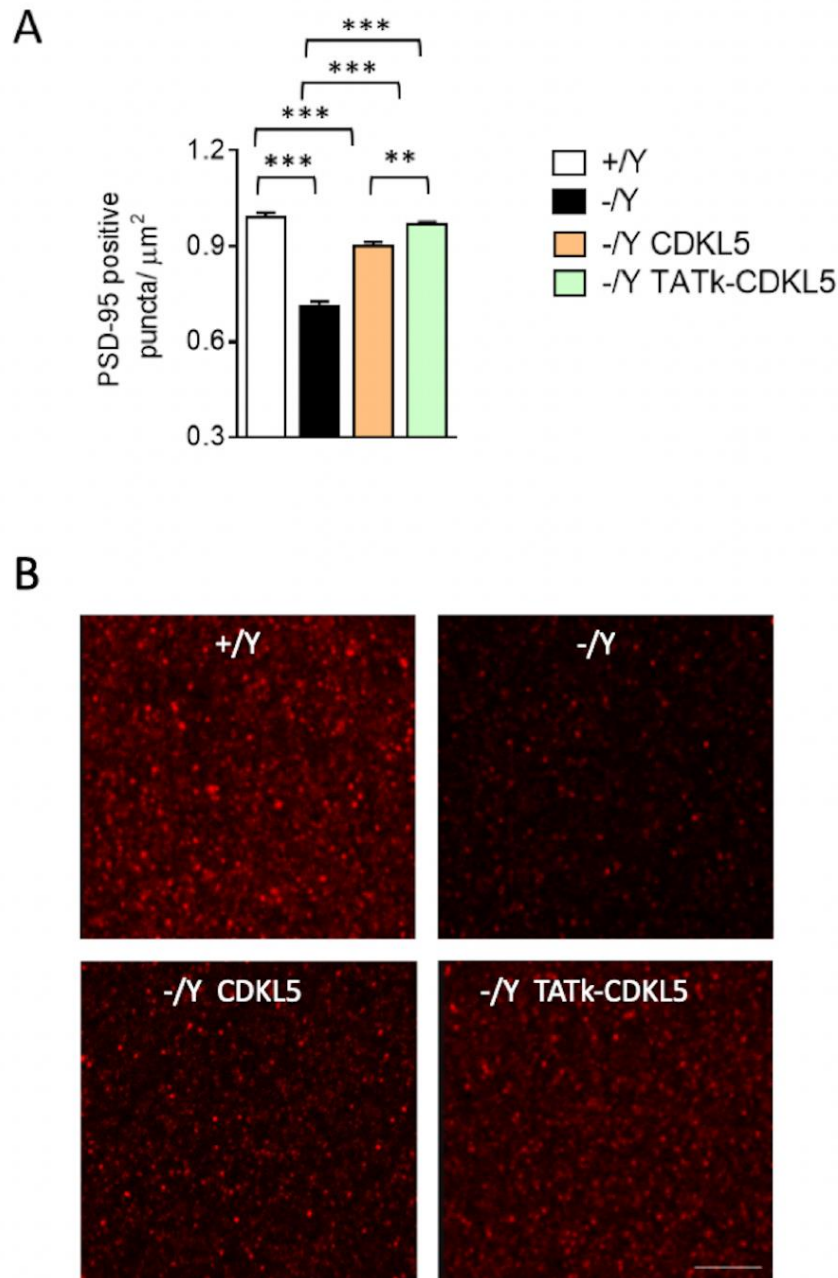 A
***
***
***
***
**
1.2
0.9
0.6
0.3
PSD-95 positive
puncta/ μm²
+/Y
-/Y
-/Y CDKL5
-/Y TATk-CDKL5
B
+/Y
-/Y
-/Y CDKL5
-/Y TATk-CDKL5